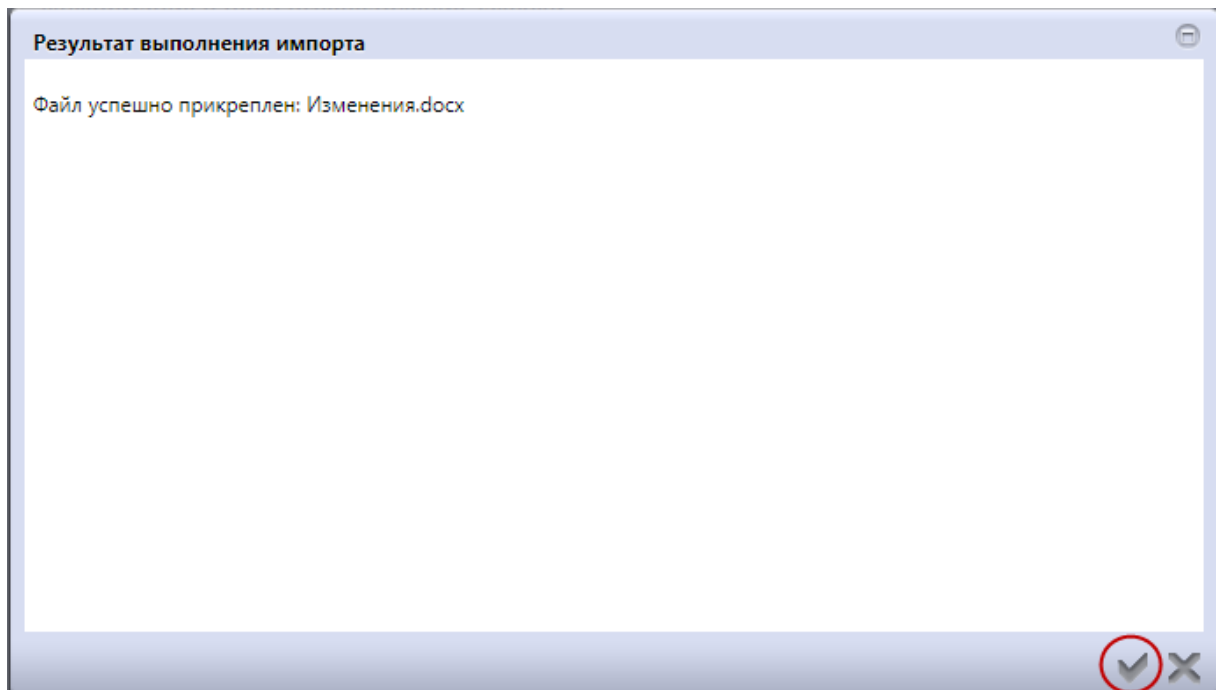 Результат выполнения импорта
Файл успешно прикреплен: Изменения.docx